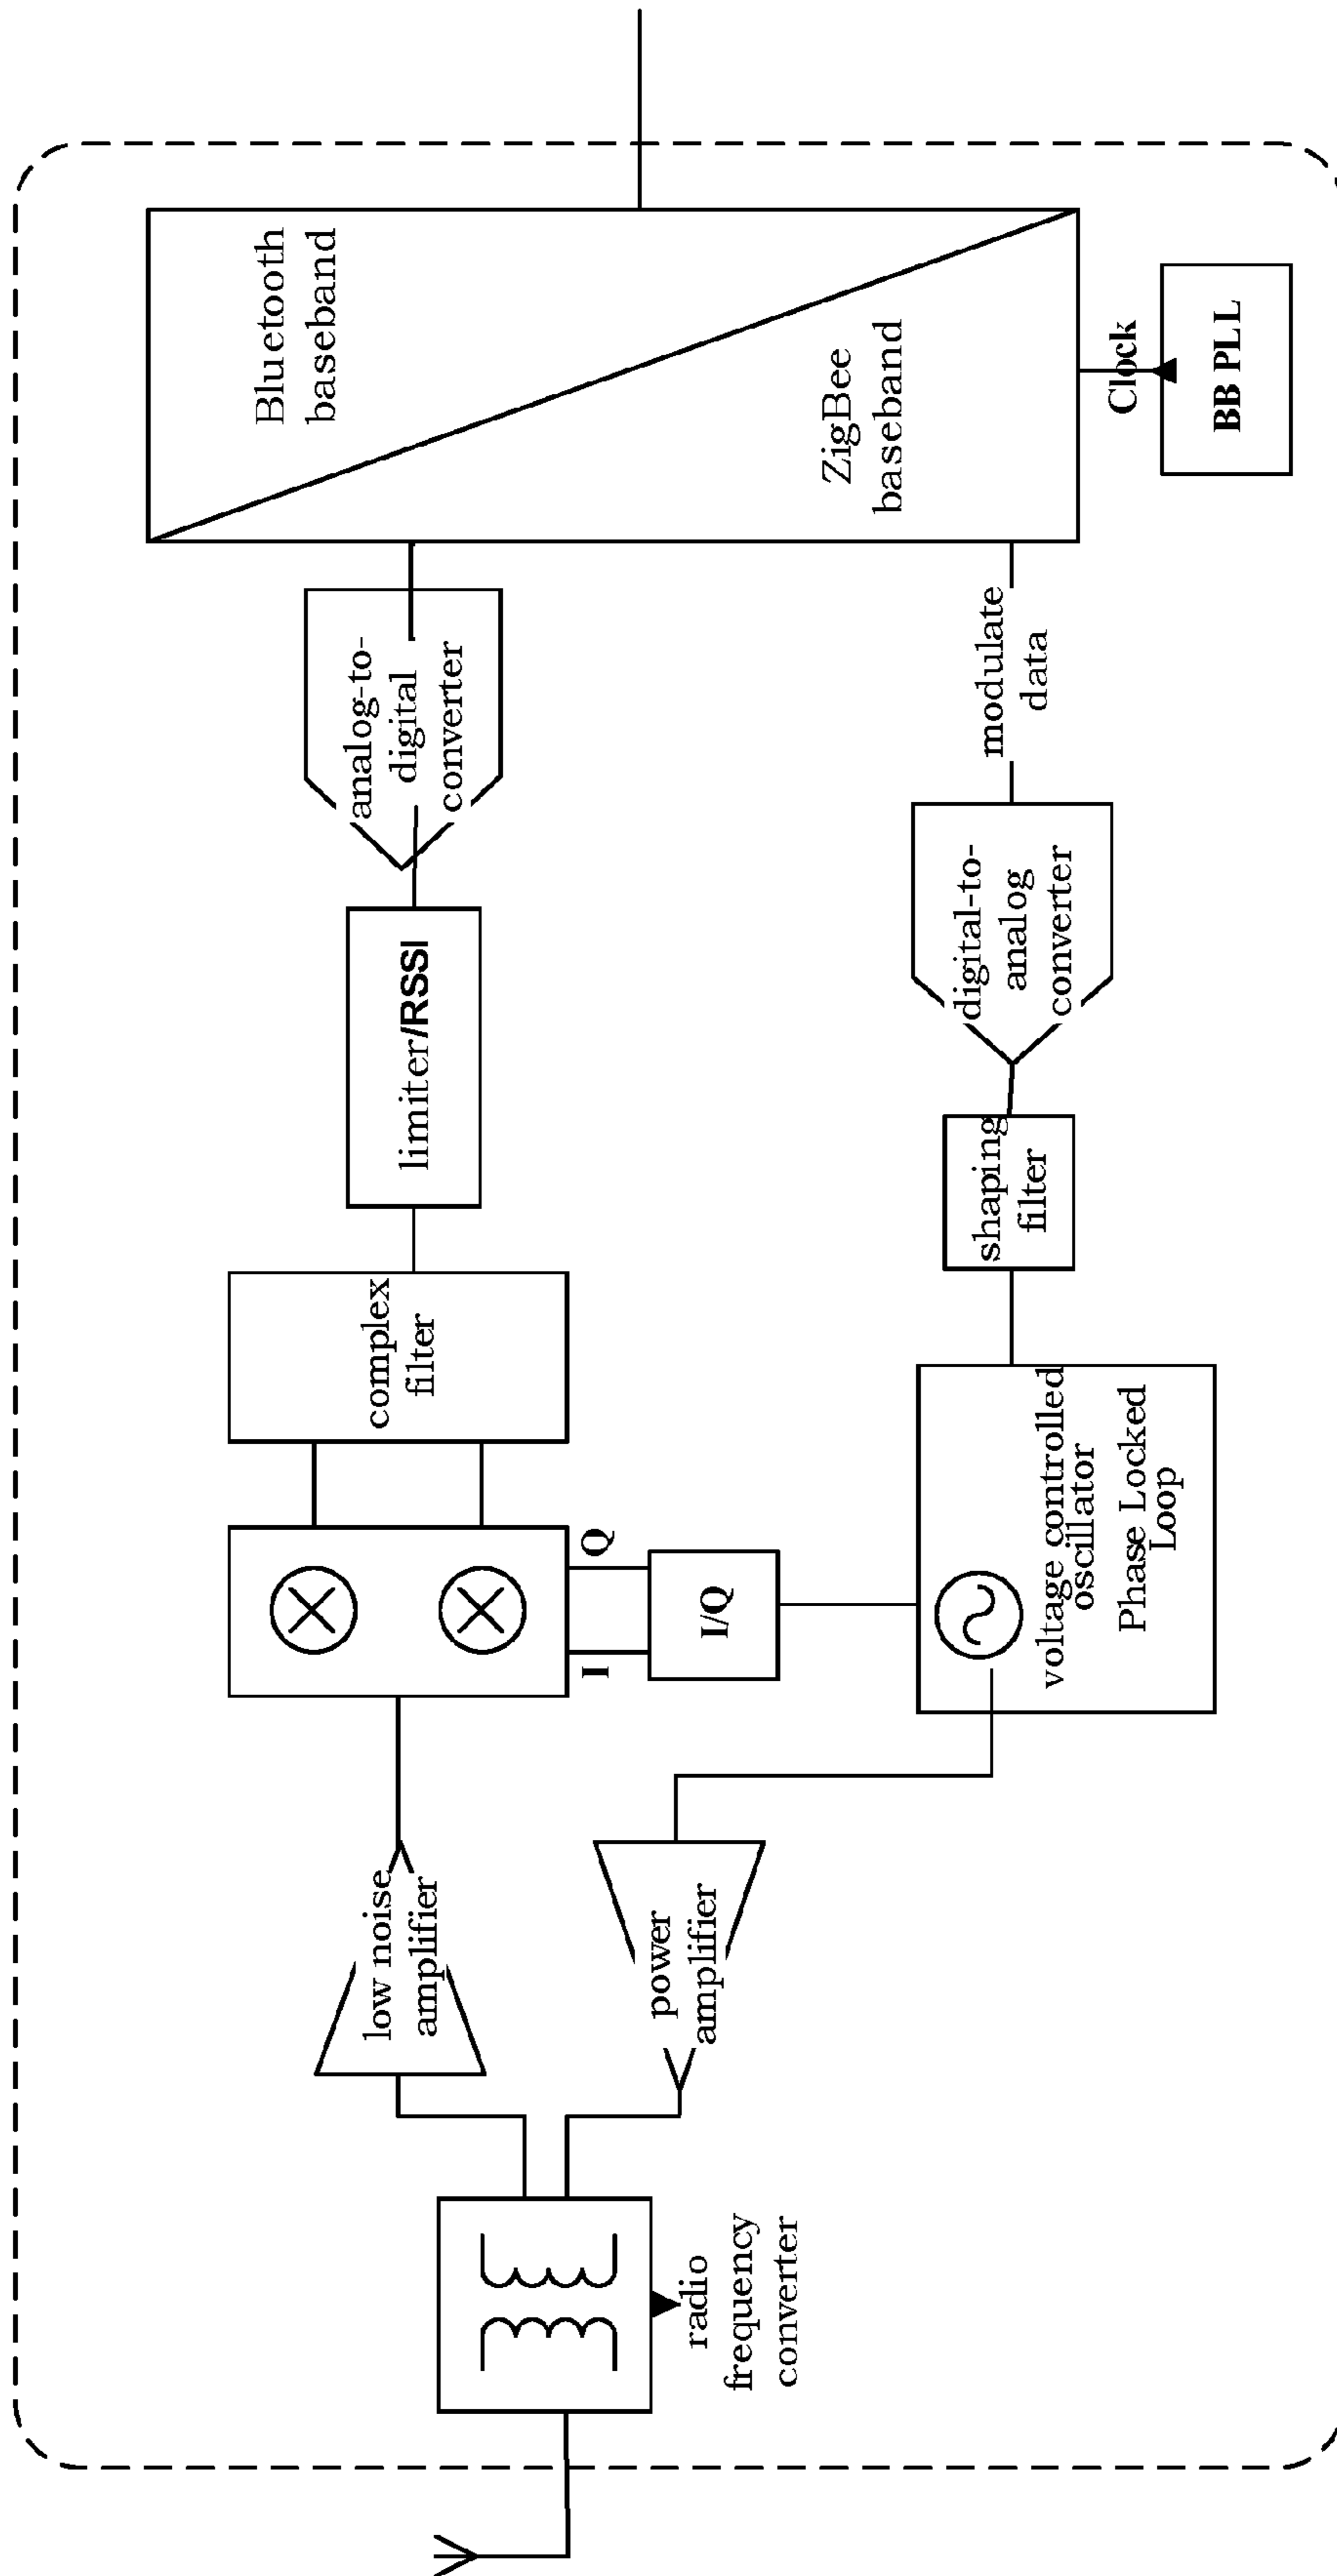 low noise
amplifier
complex
filter
limiter/RSSI
analog-to-
digital
converter
Bluetooth
baseband
radio
frequency
converter
power
amplifier
I
Q
I/Q
voltage controlled
oscillator
Phase Locked
Loop
shaping
filter
digital-to-
analog
converter
modulate
data
ZigBee
baseband
Clock
BB PLL